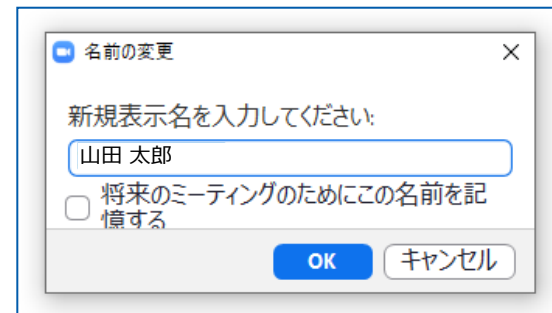 名前の変更
新規表示名を入力してください:
山田 太郎
将来のミーティングのためにこの名前を記
憶する
OK キャンセル